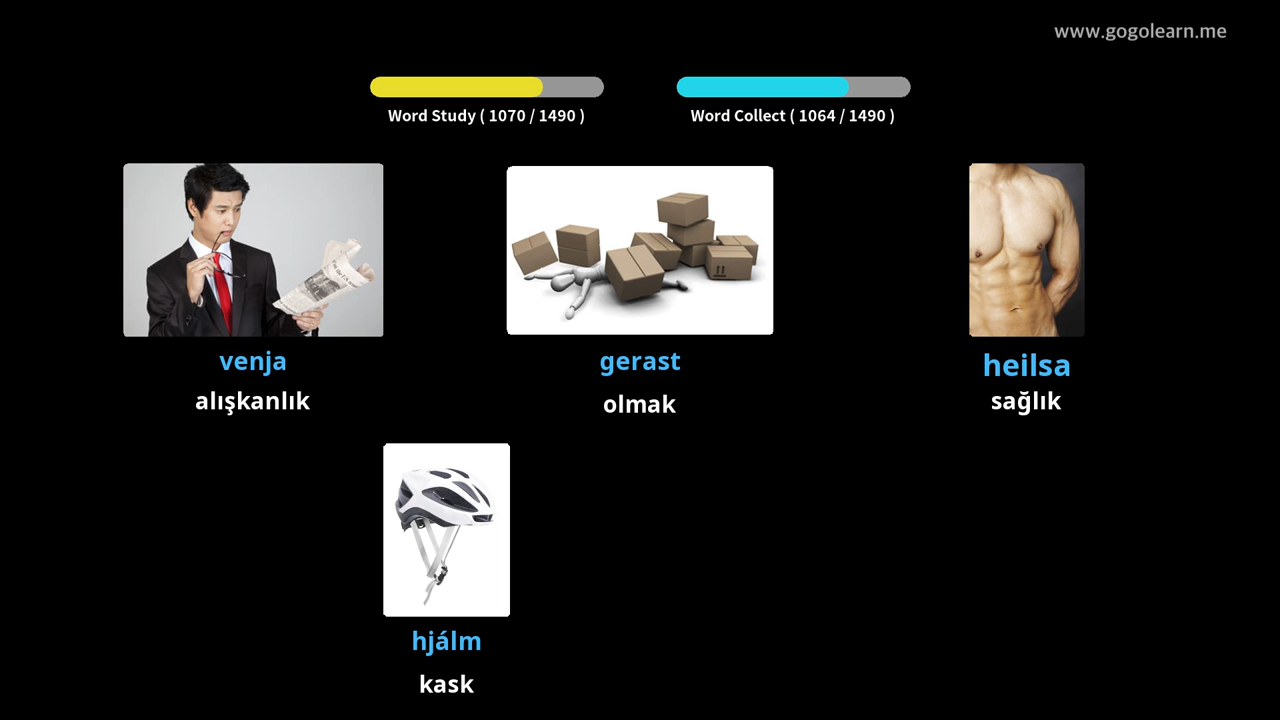 www.gogolearn.me
Word Study ( 1070 / 1490 )
Word Collect ( 1064 / 1490 )
venja
alışkanlık
gerast
olmak
heilsa
sağlık
hjálm
kask